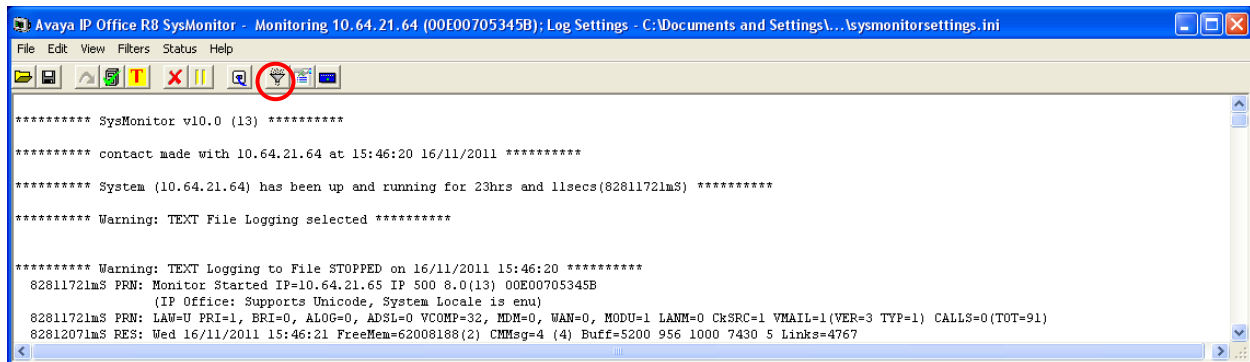 Avaya IP Office R8 SysMonitor - Monitoring 10.64.21.64 (00E00705345B); Log Settings - C:\Documents and Settings\...\sysmonitorsettings.ini
File Edit View Filters Status Help
T
********** SysMonitor v10.0 (13) **********
********** contact made with 10.64.21.64 at 15:46:20 16/11/2011 **********
********** System (10.64.21.64) has been up and running for 23hrs and 11secs(82811721mS) **********
********** Warning: TEXT File Logging selected **********
********** Warning: TEXT Logging to File STOPPED on 16/11/2011 15:46:20 **********
82811721mS PRN: Monitor Started IP=10.64.21.65 IP 500 8.0(13) 00E00705345B
(IP Office: Supports Unicode, System Locale is enu)
82811721mS PRN: LAW=U PRI=1, BRI=0, ALOG=0, ADSL=0 VCOMP=32, MDM=0, WAN=0, MODU=1 LANM=0 CkSRC=1 VMAIL=1(VER=3 TYP=1) CALLS=0(TOT=91)
82812071mS RES: Wed 16/11/2011 15:46:21 FreeMem=62008188(2) CMMsg=4 (4) Buff=5200 956 1000 7430 5 Links=4767